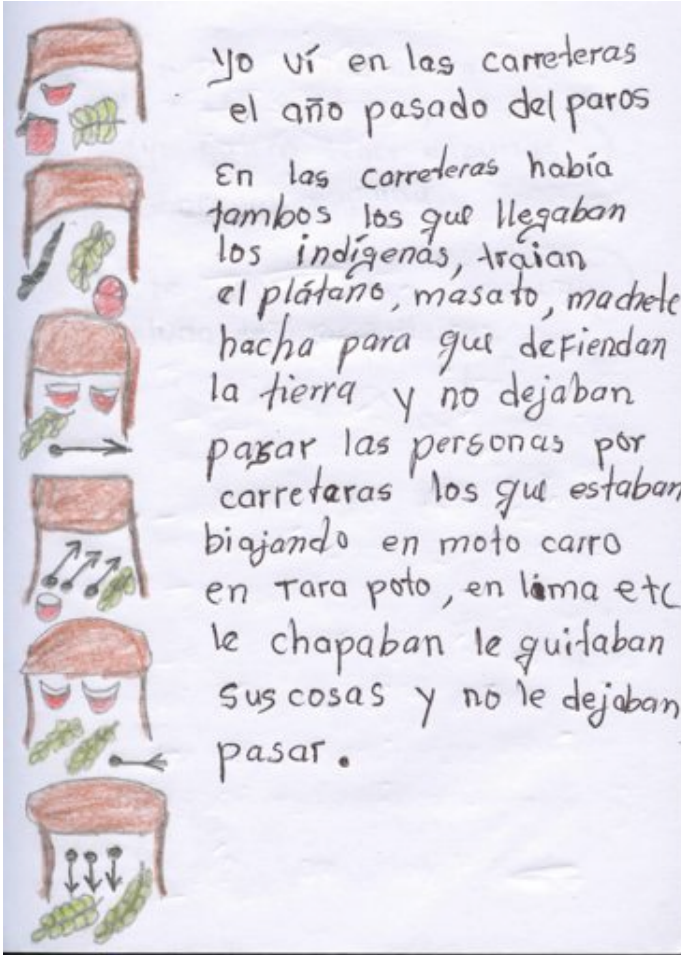 Yo ví en las carreteras
el año pasado del paros
En las carreteras había
tambos los que llegaban
los indígenas, traian
el plátano, masato, machete
hacha para que defiendan
la tierra y no dejaban
pasar las personas por
carreteras los que estaban
biajando en moto carro
en Tara poto, en lima etc
le chapaban le quitaban
sus cosas y no le dejaban
pasar.